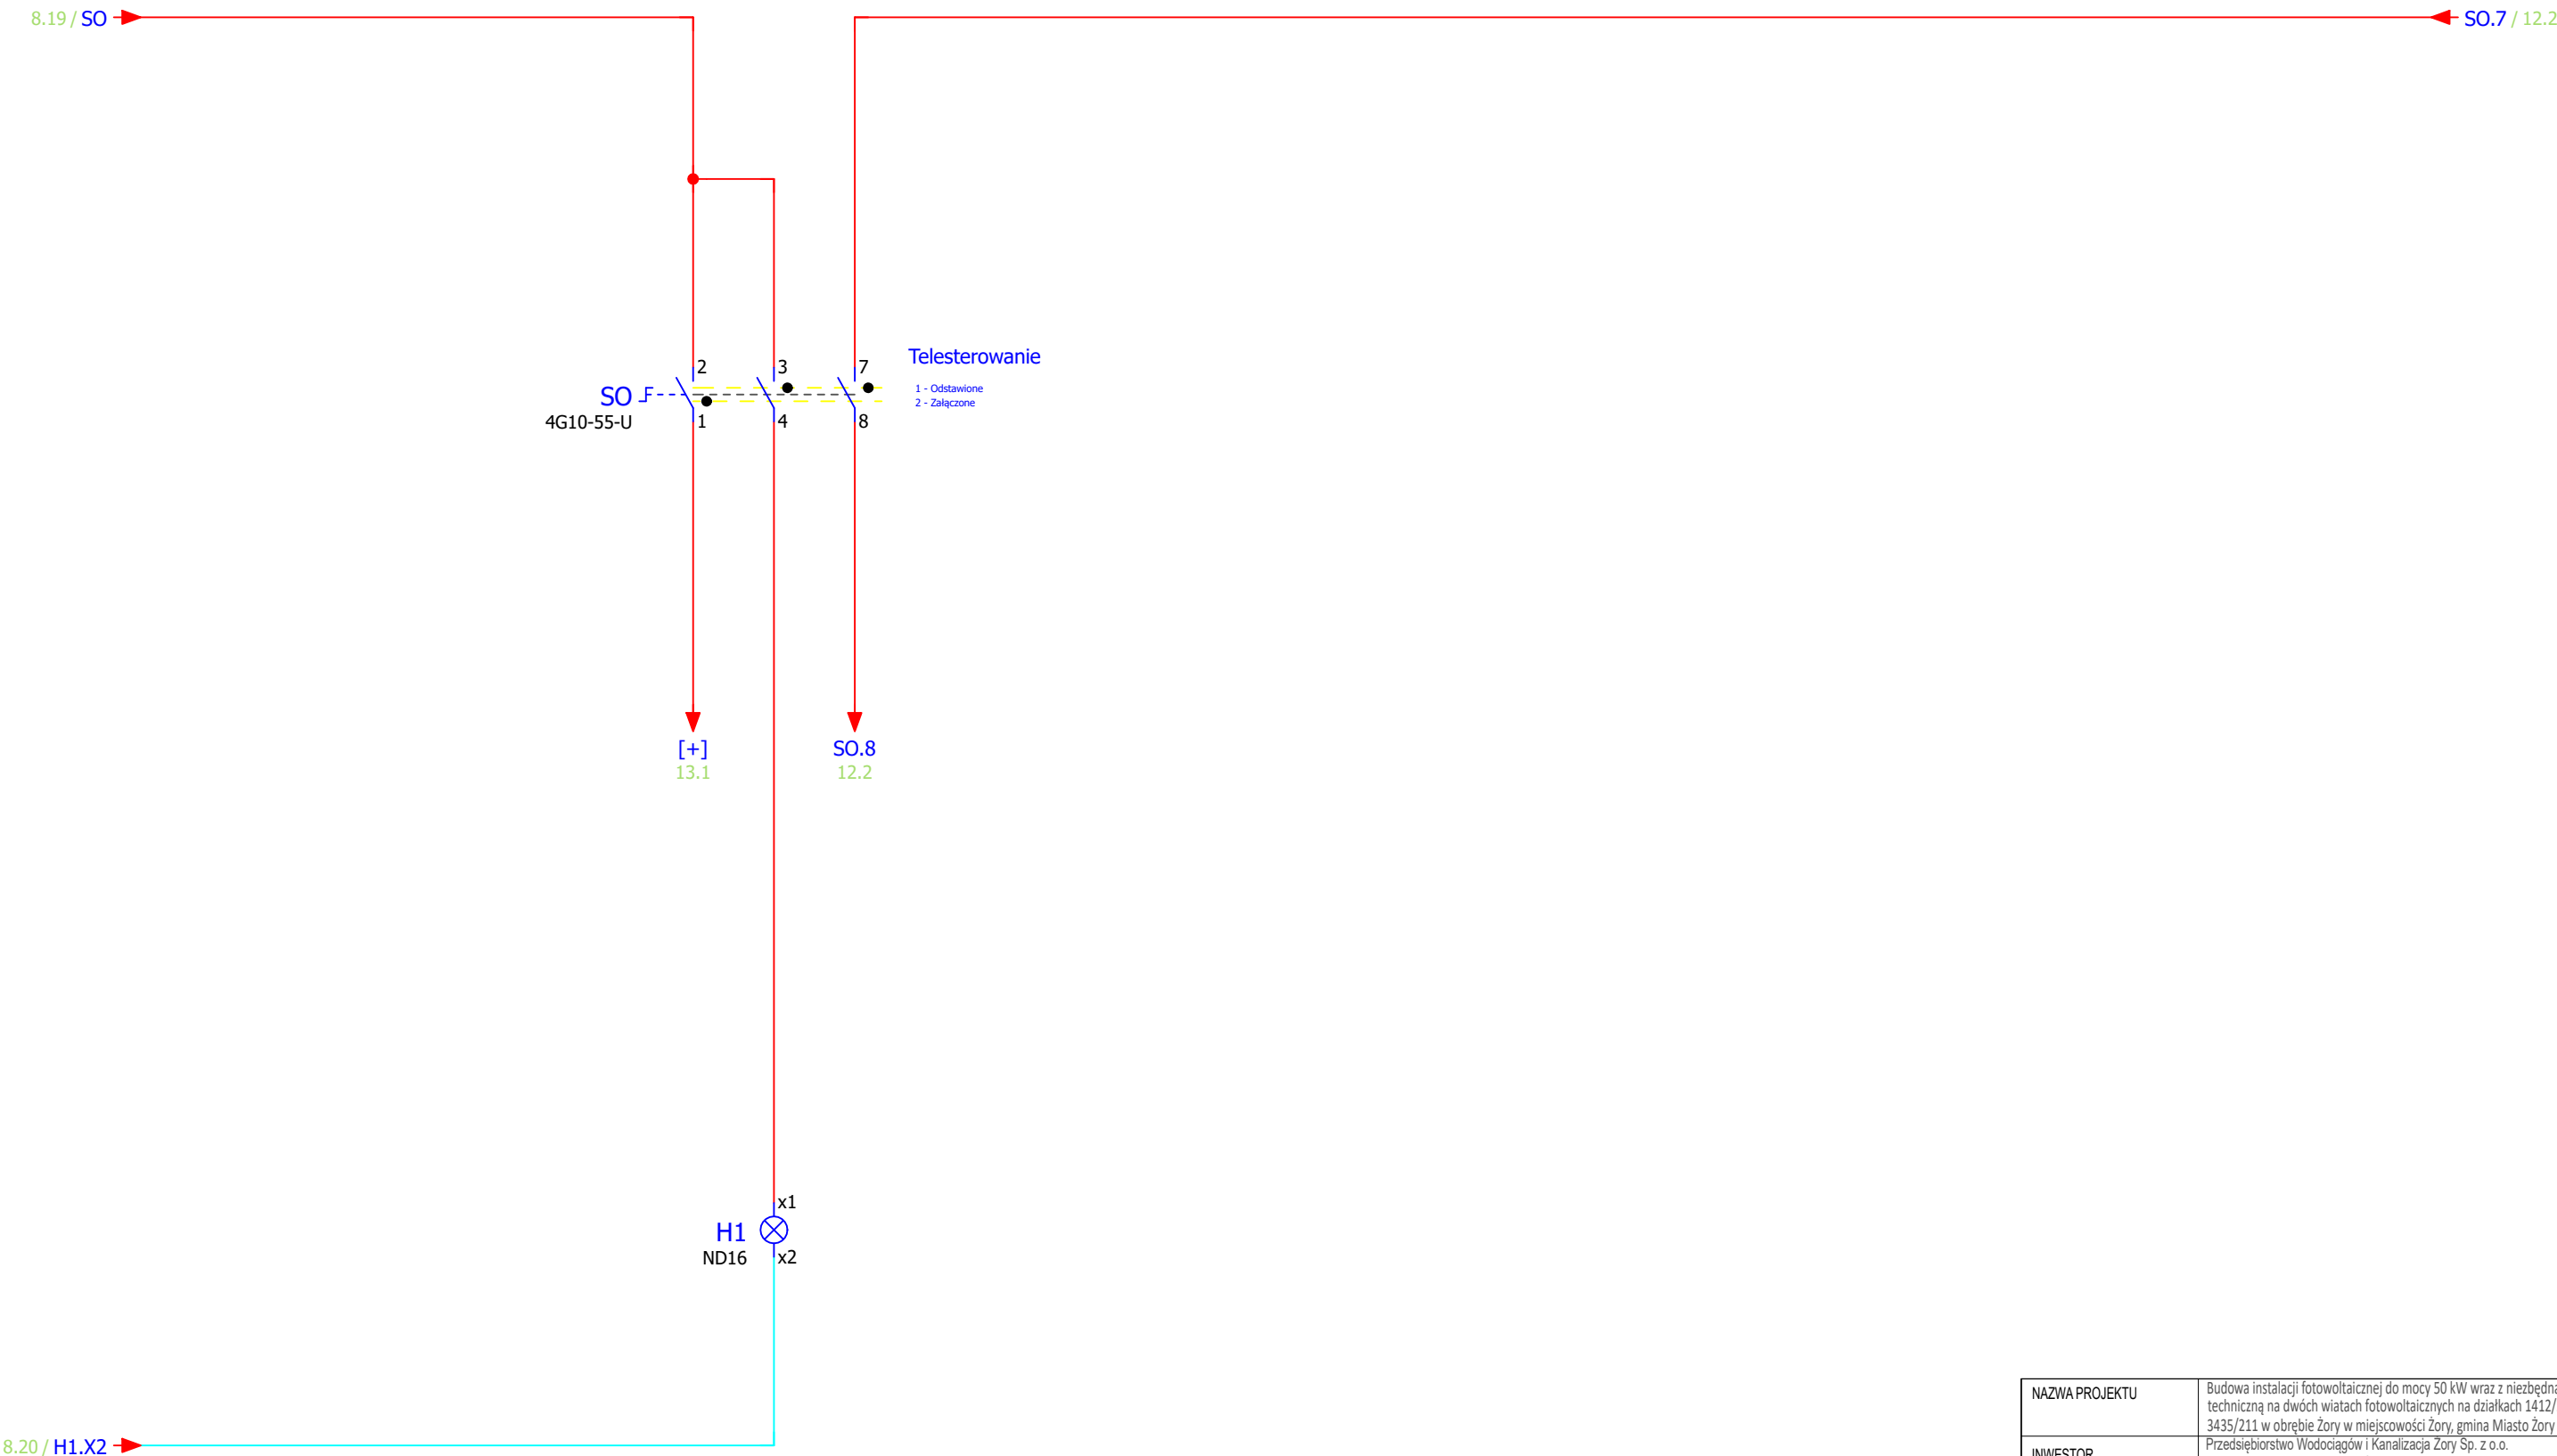 8.19 / SO
SO.7 / 12.2
2 3 7
Telesterowanie
SO
1 - Odstawione
2 - Załączone
4G10-55-U
1 4 8
[+] SO.8
13.1 12.2
x1
H1
ND16
x2
NAZWA PROJEKTU
Budowa instalacji fotowoltaicznej do mocy 50 kW wraz z
techniczną na dwóch wiatach fotowoltaicznych na działkach 1412/
3435/211 w obrębie Żory w miejscowości Żory, gmina Miasto Żory
INWESTOR
Przedsiębiorstwo Wodociągów i Kanalizacja Zory Sp. z o.o.
8.20 / H1.X2